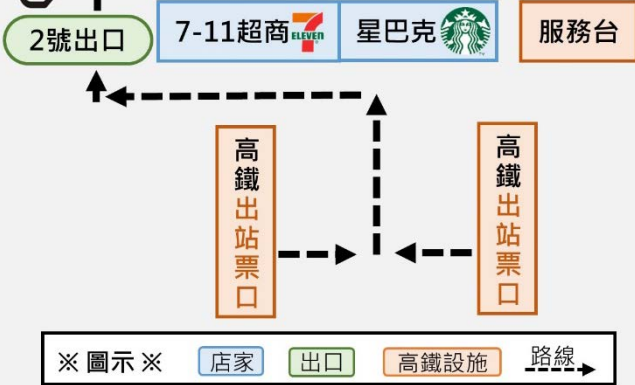 2號出口
7-11超商
ELEVEN
星巴克
服務台
高鐵出站票口
高鐵出站票口
※ 圖示 ※
店家
出口
高鐵設施
路線